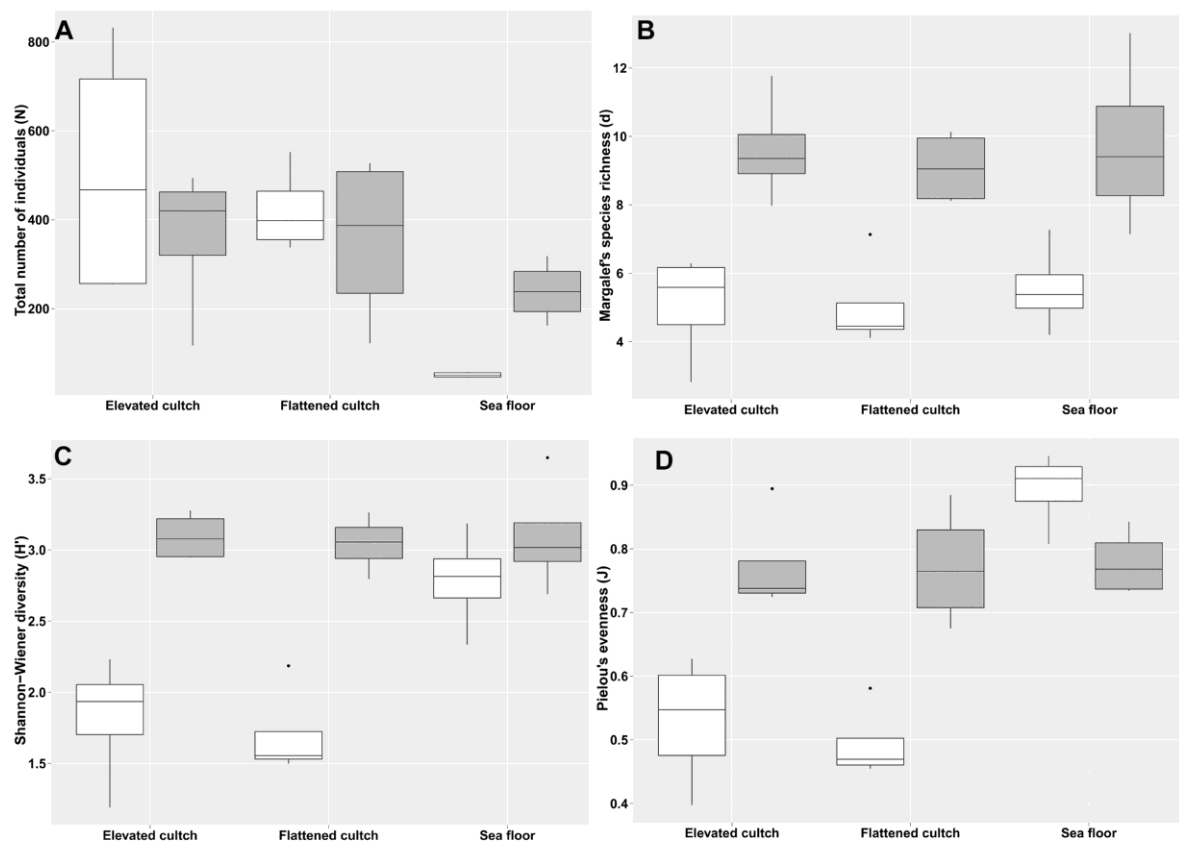 A
Total number of individuals (N)
800
600
400
200
Elevated cultch Flattened cultch Sea floor
B
Margalef's species richness (d)
12
10
8
6
4
Elevated cultch Flattened cultch Sea floor
C
Shannon-Wiener diversity (H')
3.5
3.0
2.5
2.0
1.5
Elevated cultch Flattened cultch Sea floor
D
Pielou's evenness (J)
0.9
0.8
0.7
0.6
0.5
0.4
Elevated cultch Flattened cultch Sea floor